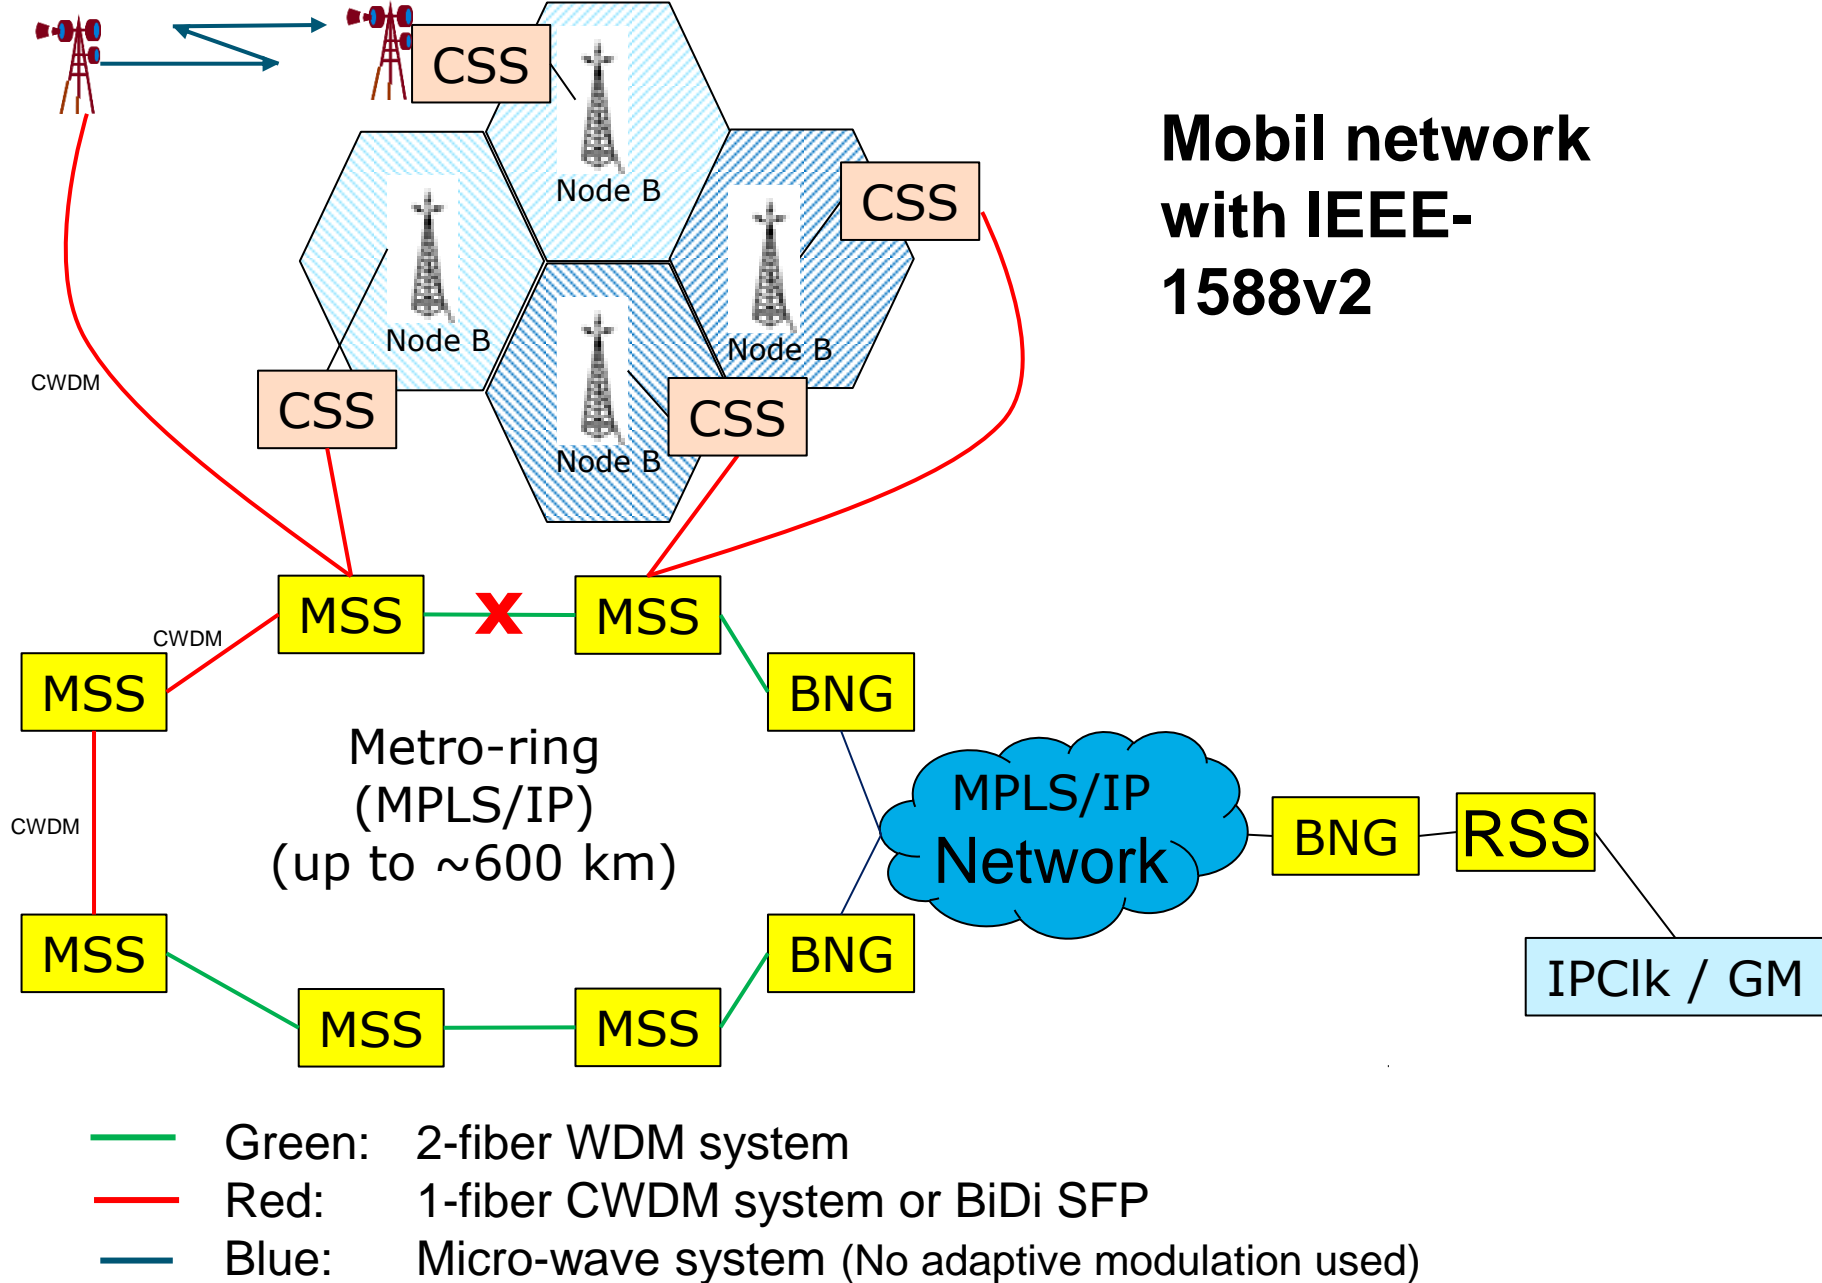 Mobil network
with IEEE-
1588v2
CSS
Node B
CSS
Node B
Node B
CWDM
CSS
CSS
Node B
MSS
X
MSS
CWDM
MSS
BNG
Metro-ring
(MPLS/IP)
(up to ~600 km)
MPLS/IP
Network
BNG
RSS
CWDM
MSS
BNG
IPClk / GM
MSS
MSS
Green: 2-fiber WDM system
Red: 1-fiber CWDM system or BiDi SFP
Blue: Micro-wave system (No adaptive modulation used)